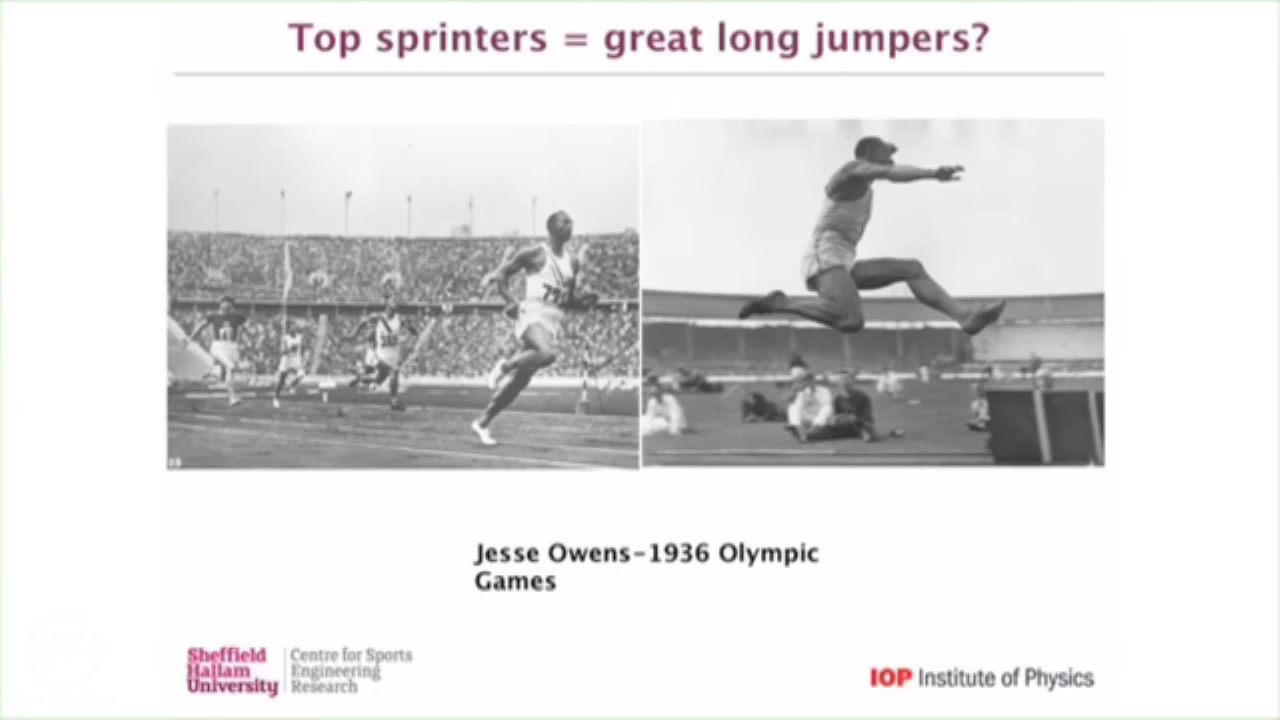 Top sprinters = great long jumpers?
Jesse Owens-1936 Olympic
Games
Sheffield
Hallam
University
Centre for Sports
Engineering
Research
IOP Institute of Physics